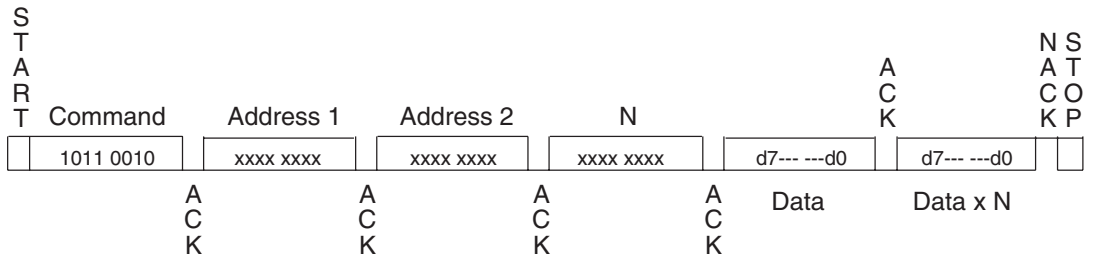 START
Command
Address 1
Address 2
N
ACK
NACK
STOP
1011 0010
xxxx xxxx
xxxx xxxx
xxxx xxxx
d7--- ---d0
d7--- ---d0
ACK
ACK
ACK
ACK
Data
Data x N